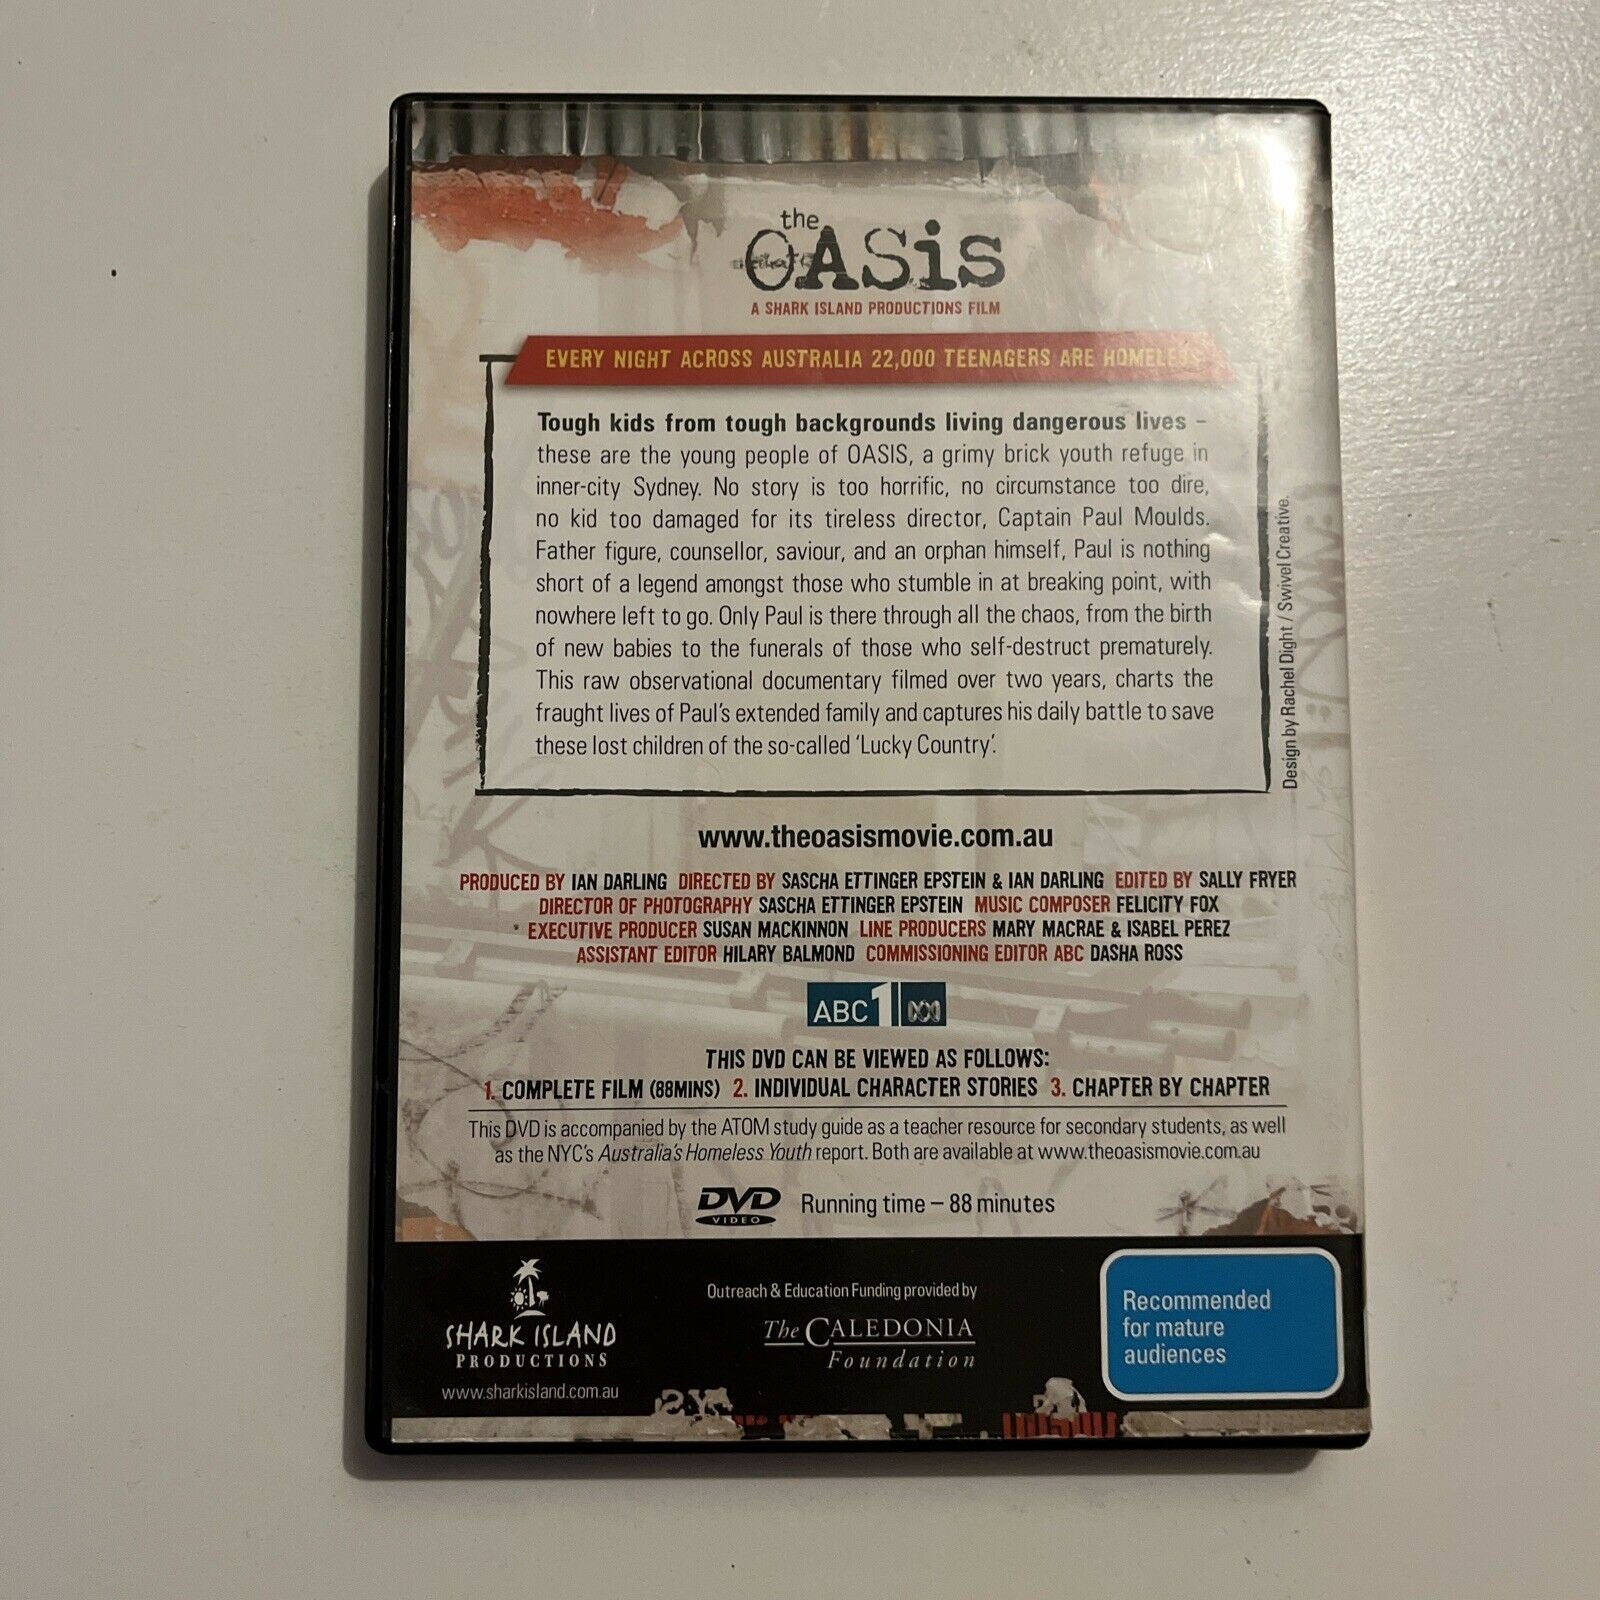 the
OASis
A SHARK ISLAND PRODUCTIONS FILM
EVERY NIGHT ACROSS AUSTRALIA 22,000 TEENAGERS ARE HOMELESS
Tough kids from tough backgrounds living dangerous lives –
these are the young people of OASIS, a grimy brick youth refuge in
inner-city Sydney. No story is too horrific, no circumstance too dire,
no kid too damaged for its tireless director, Captain Paul Moulds.
Father figure, counsellor, saviour, and an orphan himself, Paul is nothing
short of a legend amongst those who stumble in at breaking point, with
nowhere left to go. Only Paul is there through all the chaos, from the birth
of new babies to the funerals of those who self-destruct prematurely.
This raw observational documentary filmed over two years, charts the
fraught lives of Paul's extended family and captures his daily battle to save
these lost children of the so-called 'Lucky Country'.
Design by Rachel Dight / Swivel Creative.
www.theoasismovie.com.au
PRODUCED BY IAN DARLING DIRECTED BY SASCHA ETTINGER EPSTEIN & IAN DARLING EDITED BY SALLY FRYER
DIRECTOR OF PHOTOGRAPHY SASCHA ETTINGER EPSTEIN MUSIC COMPOSER FELICITY FOX
EXECUTIVE PRODUCER SUSAN MACKINNON LINE PRODUCERS MARY MACRAE & ISABEL PEREZ
ASSISTANT EDITOR HILARY BALMOND COMMISSIONING EDITOR ABC DASHA ROSS
ABC1
THIS DVD CAN BE VIEWED AS FOLLOWS:
1. COMPLETE FILM (88MINS) 2. INDIVIDUAL CHARACTER STORIES 3. CHAPTER BY CHAPTER
This DVD is accompanied by the ATOM study guide as a teacher resource for secondary students, as well
as the NYC's Australia's Homeless Youth report. Both are available at www.theoasismovie.com.au
DVD VIDEO Running time – 88 minutes
SHARK ISLAND
PRODUCTIONS
www.sharkisland.com.au
Outreach & Education Funding provided by
The CALEDONIA
Foundation
Recommended
for mature
audiences